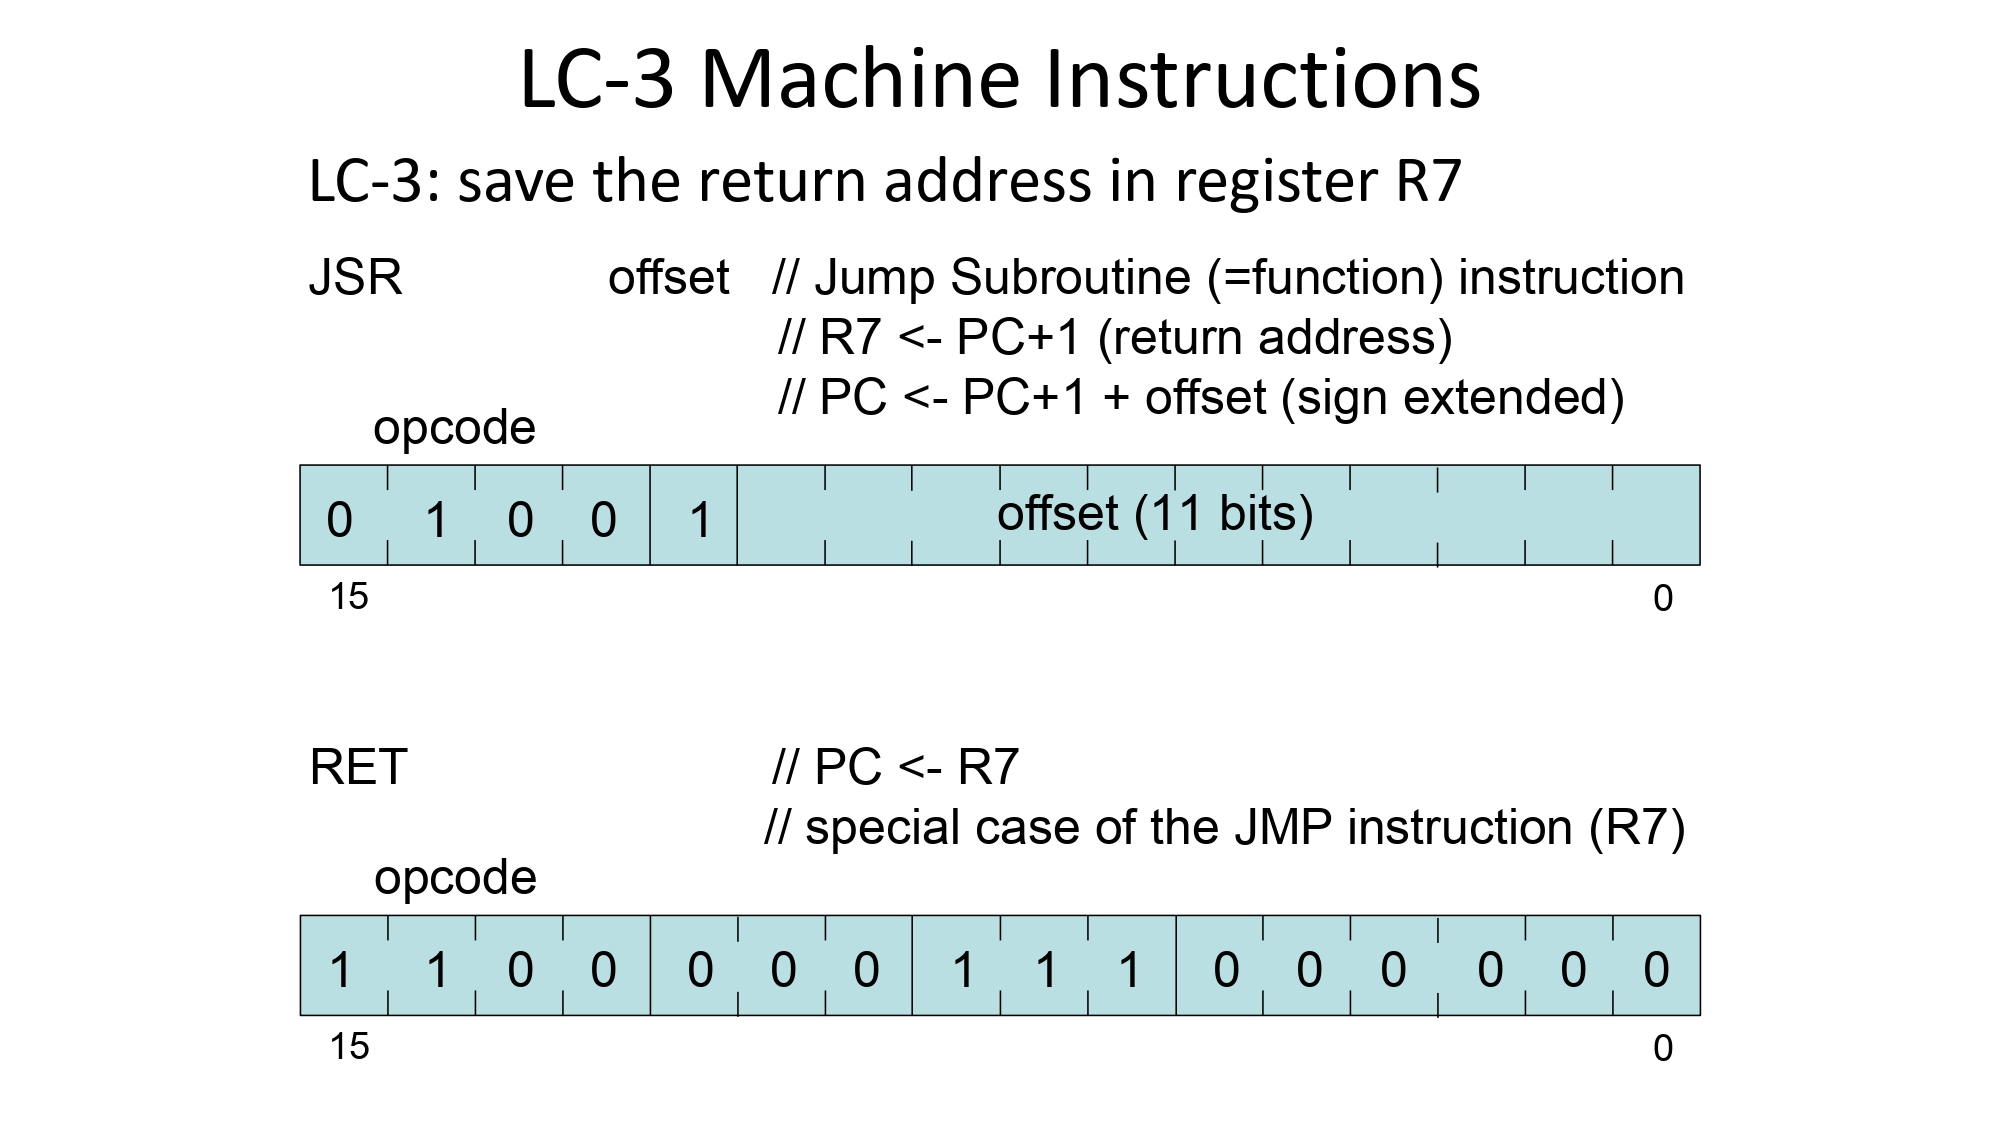 LC-3 Machine Instructions
LC-3: save the return address in register R7
JSR offset // Jump Subroutine (=function) instruction
// R7 <- PC+1 (return address)
// PC <- PC+1 + offset (sign extended)
opcode
0 1 0 0 1 offset (11 bits)
15 0
RET // PC <- R7
// special case of the JMP instruction (R7)
opcode
1 1 0 0 0 0 0 1 1 1 0 0 0 0 0 0
15 0